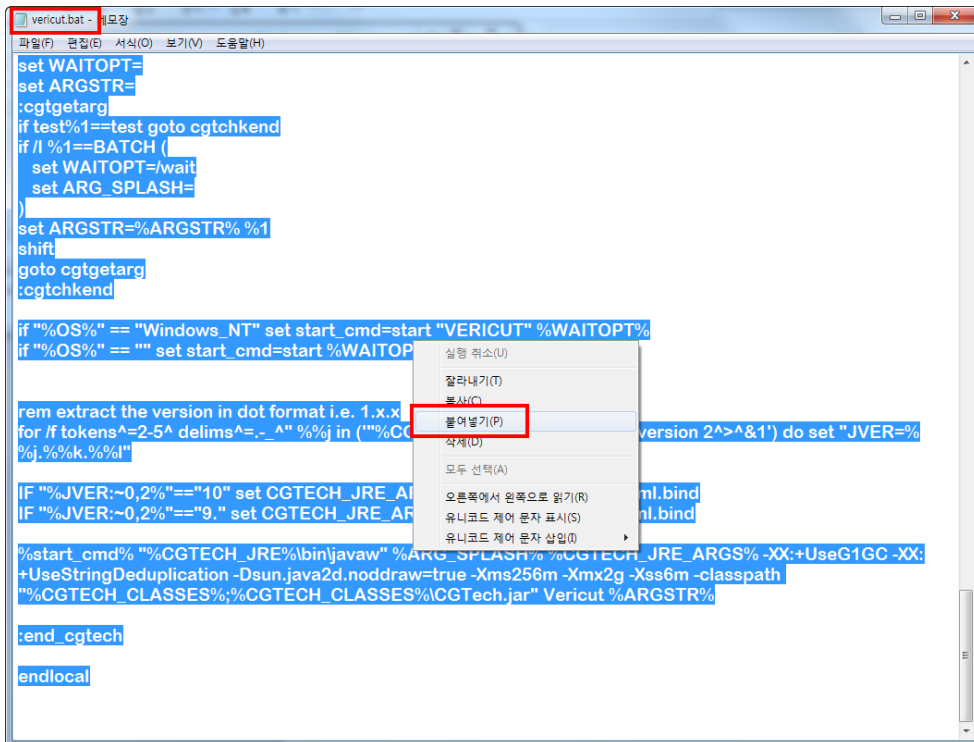 vericut.bat - 메모장
파일(F) 편집(E) 서식(O) 보기(V) 도움말(H)
set WAITOPT=
set ARGSTR=
:cgtgetarg
if test%1==test goto cgtchkend
if /I %1==BATCH (
set WAITOPT=/wait
set ARG_SPLASH=
)
set ARGSTR=%ARGSTR% %1
shift
goto cgtgetarg
:cgtchkend
if "%OS%" == "Windows_NT" set start_cmd=start "VERICUT" %WAITOPT%
if "%OS%" == "" set start_cmd=start %WAITOP
실행 취소(U)
잘라내기(T)
복사(C)
붙여넣기(P)
삭제(D)
모두 선택(A)
오른쪽에서 왼쪽으로 읽기(R)
유니코드 제어 문자 표시(S)
유니코드 제어 문자 삽입(I)
rem extract the version in dot format i.e. 1.x.x
for /f tokens^=2-5^ delims^=.-_^" %%j in ('"%CG version 2^>^&1') do set "JVER=%
%j.%%k.%%l"
IF "%JVER:~0,2%"=="10" set CGTECH_JRE_AR ml.bind
IF "%JVER:~0,2%"=="9." set CGTECH_JRE_AR ml.bind
%start_cmd% "%CGTECH_JRE%\bin\javaw" %ARG_SPLASH% %CGTECH_JRE_ARGS% -XX:+UseG1GC -XX:
+UseStringDeduplication -Dsun.java2d.noddraw=true -Xms256m -Xmx2g -Xss6m -classpath
"%CGTECH_CLASSES%;%CGTECH_CLASSES%\CGTech.jar" Vericut %ARGSTR%
:end_cgtech
endlocal